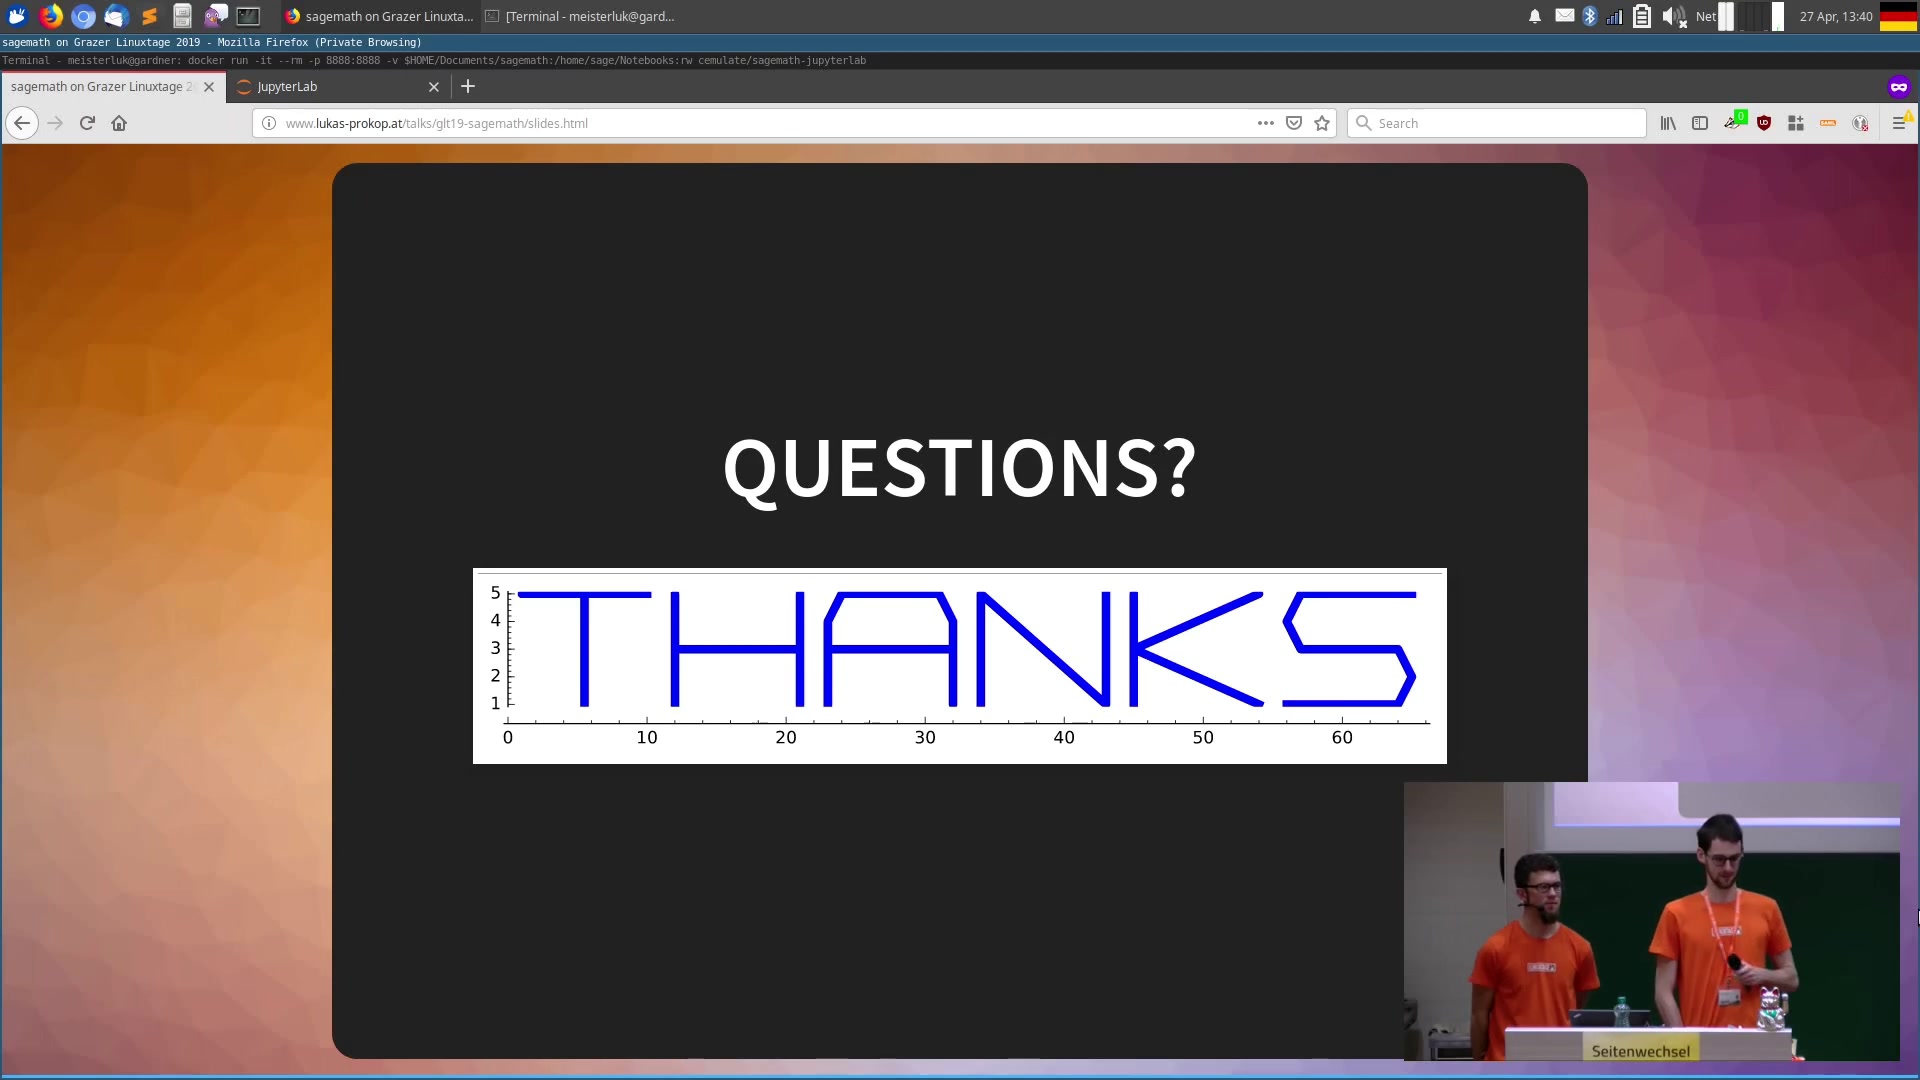 sagemath on Grazer Linuxta...
[Terminal - meisterluk@gard...
Net
27 Apr, 13:40
sagemath on Grazer Linuxtage 2019 - Mozilla Firefox (Private Browsing)
Terminal - meisterluk@gardner: docker run -it --rm -p 8888:8888 -v $HOME/Documents/sagemath:/home/sage/Notebooks:rw cemulate/sagemath-jupyterlab
sagemath on Grazer Linuxtage 2
JupyterLab
www.lukas-prokop.at/talks/glt19-sagemath/slides.html
Search
0
QUESTIONS?
THANKS
5
4
3
2
1
0 10 20 30 40 50 60
Seitenwechsel